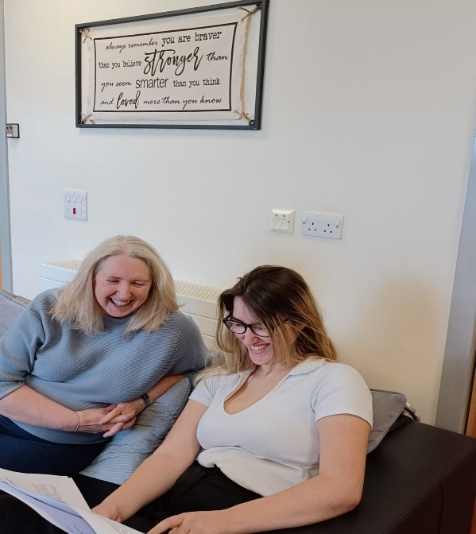 always remember you are braver
than you believe stronger than
you seem smarter than you think
and loved more than you know